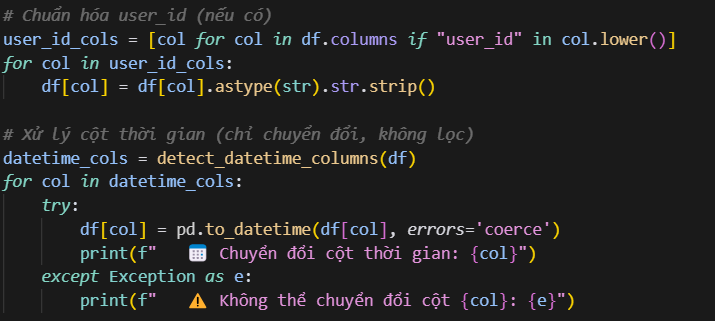 # Chuẩn hóa user_id (nếu có)
user_id_cols = [col for col in df.columns if "user_id" in col.lower()]
for col in user_id_cols:
    df[col] = df[col].astype(str).str.strip()

# Xử lý cột thời gian (chỉ chuyển đổi, không lọc)
datetime_cols = detect_datetime_columns(df)
for col in datetime_cols:
    try:
        df[col] = pd.to_datetime(df[col], errors='coerce')
        print(f"   📅 Chuyển đổi cột thời gian: {col}")
    except Exception as e:
        print(f"   ⚠️ Không thể chuyển đổi cột {col}: {e}")